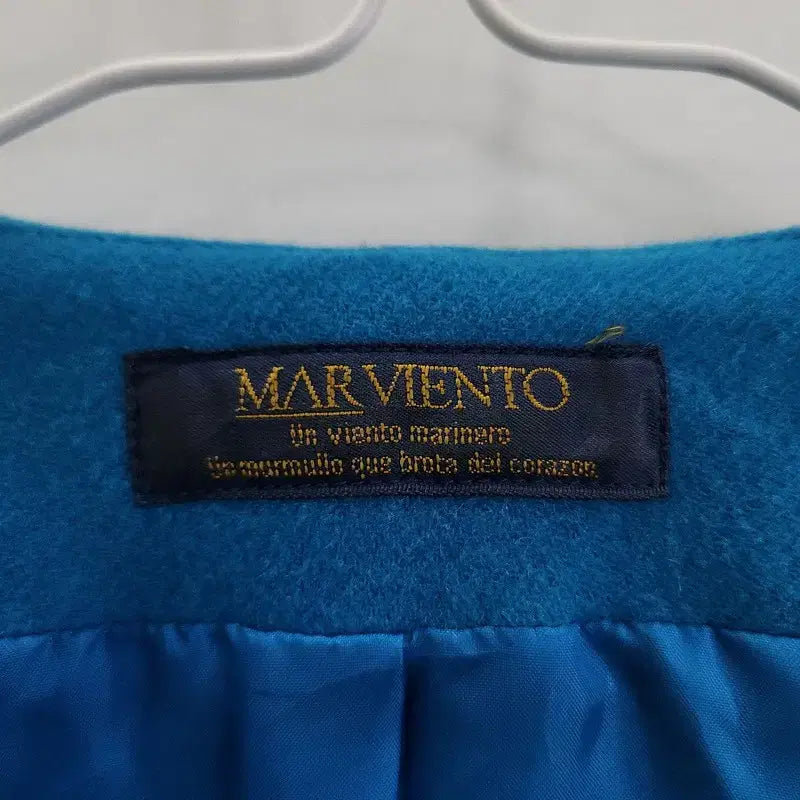 MARVIENTO
Un viento marinero
Un murmullo que brota del corazon